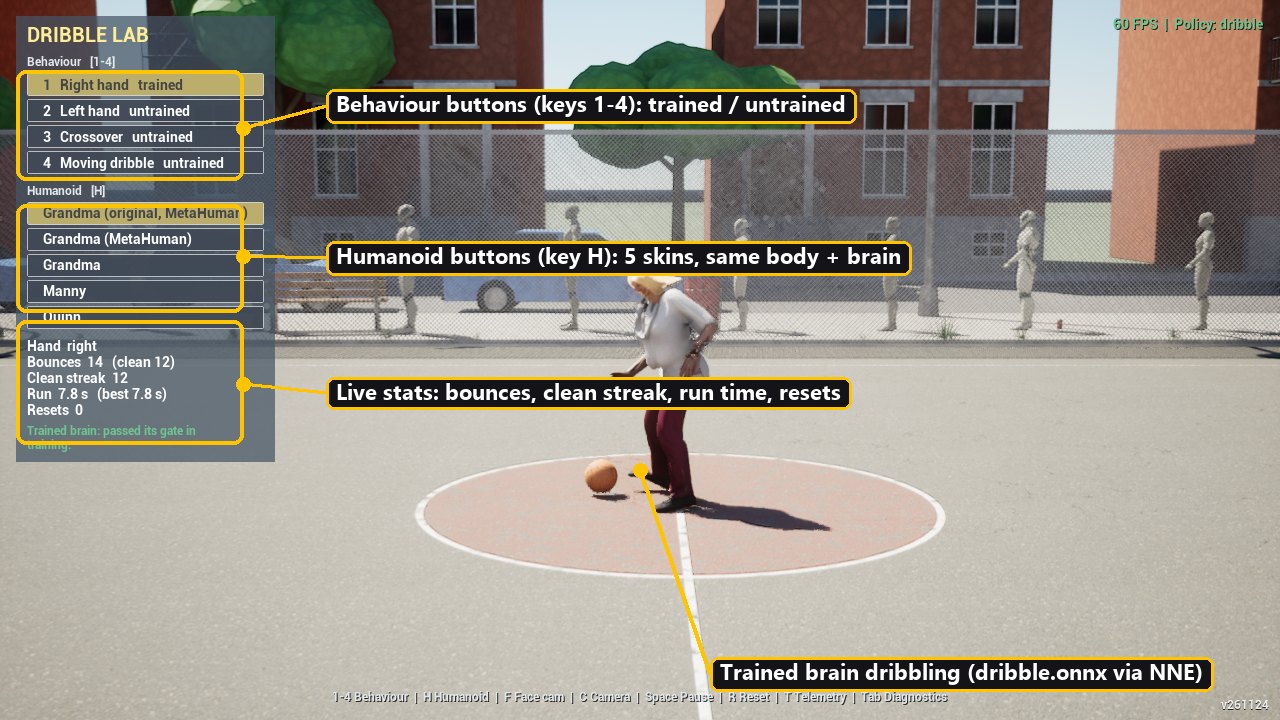 DRIBBLE LAB
60 FPS | Policy: dribble
Behaviour [1-4]
1 Right hand trained
2 Left hand untrained
3 Crossover untrained
4 Moving dribble untrained
Behaviour buttons (keys 1-4): trained / untrained
Humanoid [H]
Grandma (original, MetaHuman)
Grandma (MetaHuman)
Grandma
Manny
Quinn
Humanoid buttons (key H): 5 skins, same body + brain
Hand right
Bounces 14 (clean 12)
Clean streak 12
Run 7.8 s (best 7.8 s)
Resets 0
Trained brain: passed its gate in
training.
Live stats: bounces, clean streak, run time, resets
Trained brain dribbling (dribble.onnx via NNE)
1-4 Behaviour | H Humanoid | F Face cam | C Camera | Space Pause | R Reset | T Telemetry | Tab Diagnostics
v261124